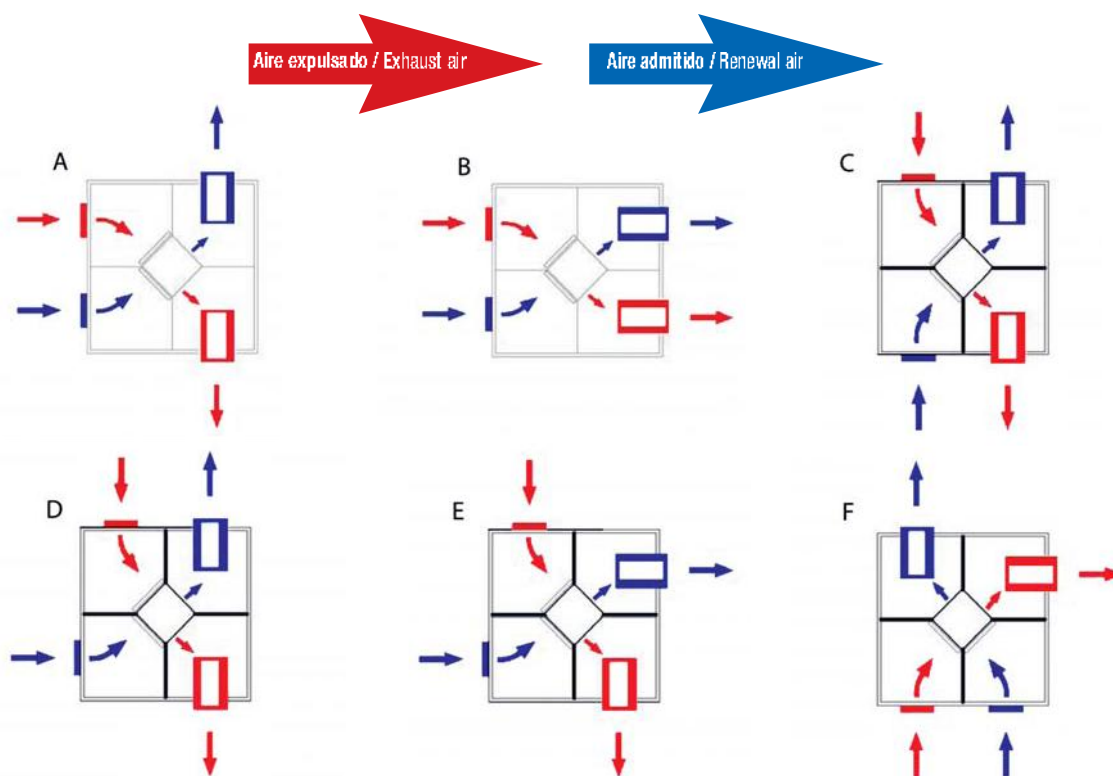 Aire expulsado / Exhaust air
Aire admitido / Renewal air
A
B
C
D
E
F